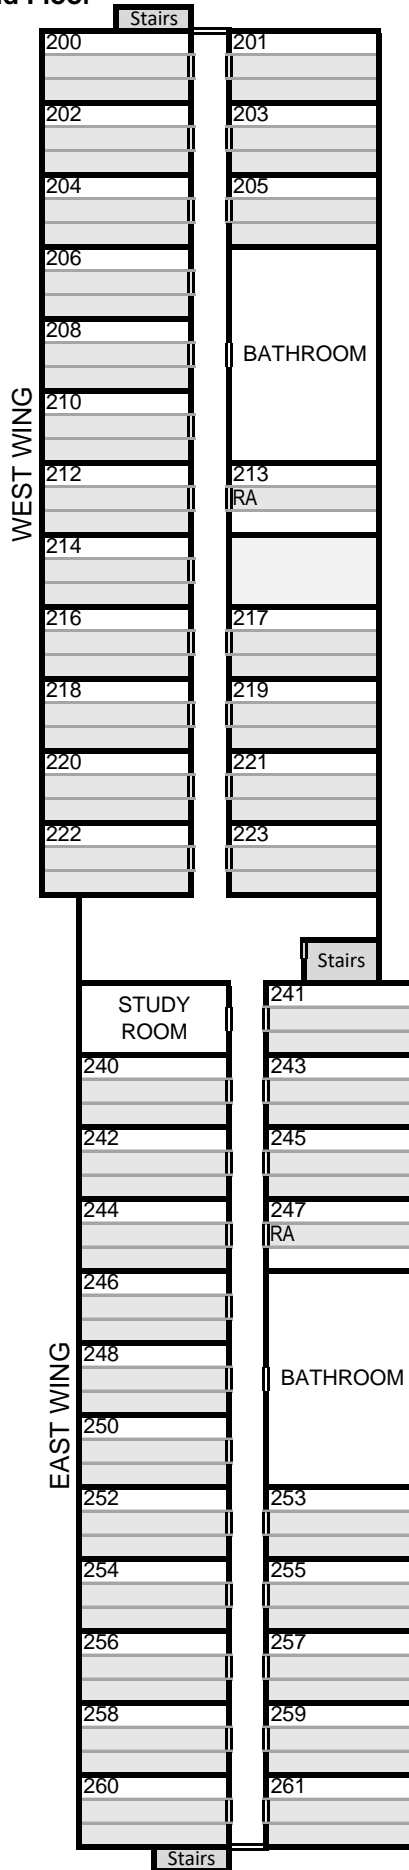 Floor
Stairs
200 201
202 203
204 205
206
208
BATHROOM
210
WEST WING
212 213
RA
214
216 217
218 219
220 221
222 223
Stairs
241
STUDY
ROOM
240 243
242 245
244 247
RA
246
248
BATHROOM
EAST WING
250
252 253
254 255
256 257
258 259
260 261
Stairs